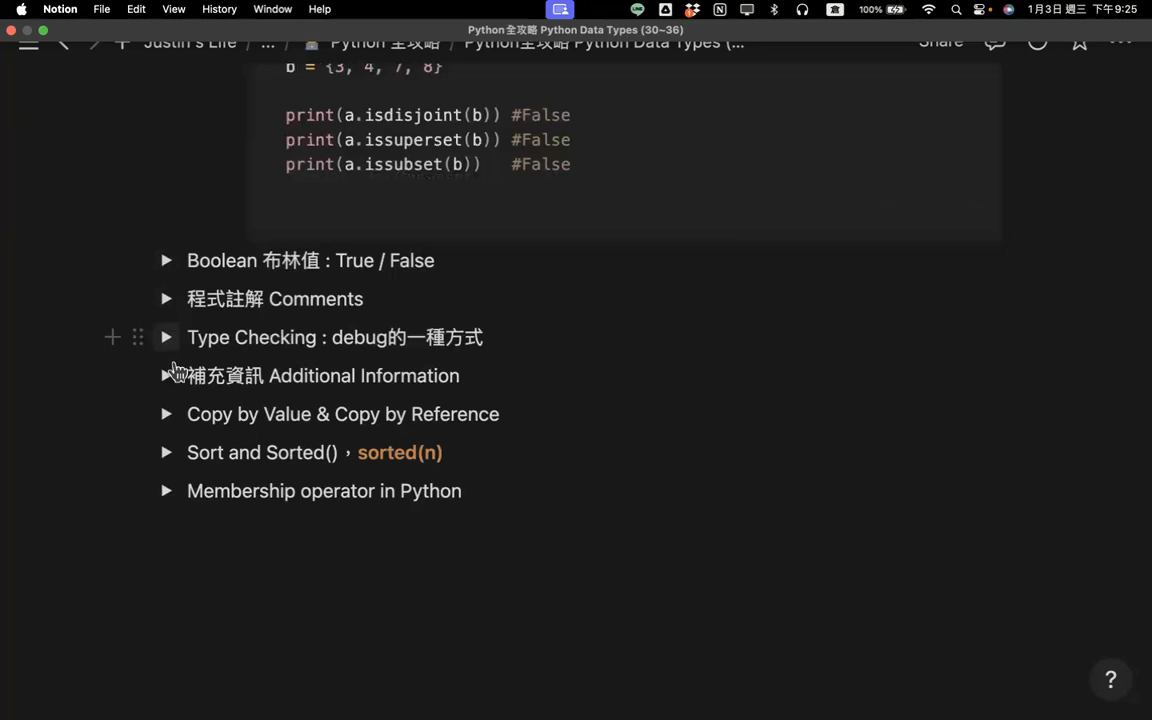 Notion File Edit View History Window Help 100% 1月3日 週三 下午9:25
Python全攻略 Python Data Types (30~36)
Justin's Life / ... / Python 全攻略 / Python全攻略 Python Data Types (... Share
b = {3, 4, 7, 8}
print(a.isdisjoint(b)) #False
print(a.issuperset(b)) #False
print(a.issubset(b)) #False
Boolean 布林值 : True / False
程式註解 Comments
Type Checking : debug的一種方式
補充資訊 Additional Information
Copy by Value & Copy by Reference
Sort and Sorted()，sorted(n)
Membership operator in Python
?